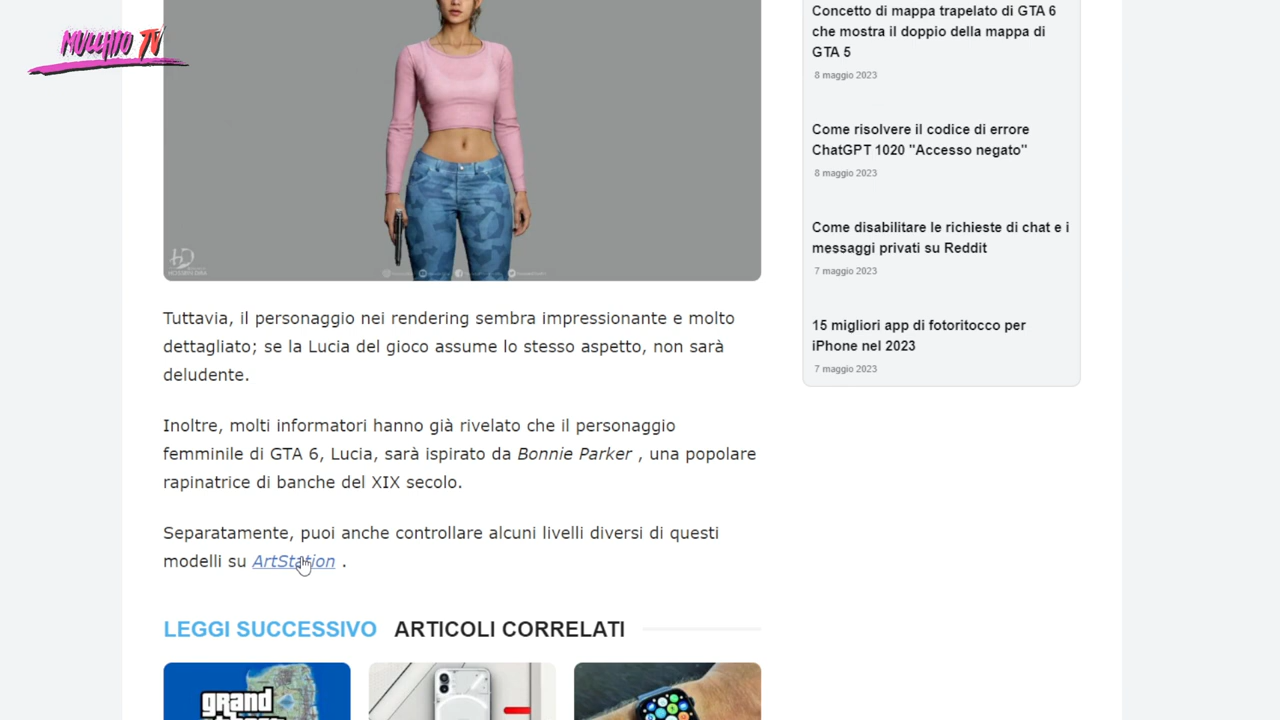 MUCCHIO TV
Concetto di mappa trapelato di GTA 6
che mostra il doppio della mappa di
GTA 5
8 maggio 2023
Come risolvere il codice di errore
ChatGPT 1020 "Accesso negato"
8 maggio 2023
Come disabilitare le richieste di chat e i
messaggi privati su Reddit
7 maggio 2023
15 migliori app di fotoritocco per
iPhone nel 2023
7 maggio 2023
Tuttavia, il personaggio nei rendering sembra impressionante e molto
dettagliato; se la Lucia del gioco assume lo stesso aspetto, non sarà
deludente.
Inoltre, molti informatori hanno già rivelato che il personaggio
femminile di GTA 6, Lucia, sarà ispirato da Bonnie Parker , una popolare
rapinatrice di banche del XIX secolo.
Separatamente, puoi anche controllare alcuni livelli diversi di questi
modelli su ArtStation .
LEGGI SUCCESSIVO ARTICOLI CORRELATI
grand